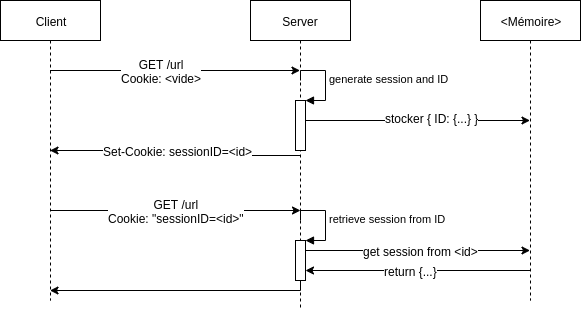 Client
Server
<Mémoire>
GET /url
Cookie: <vide>
generate session and ID
stocker { ID: {...} }
Set-Cookie: sessionID=<id>
GET /url
Cookie: "sessionID=<id>"
retrieve session from ID
get session from <id>
return {...}